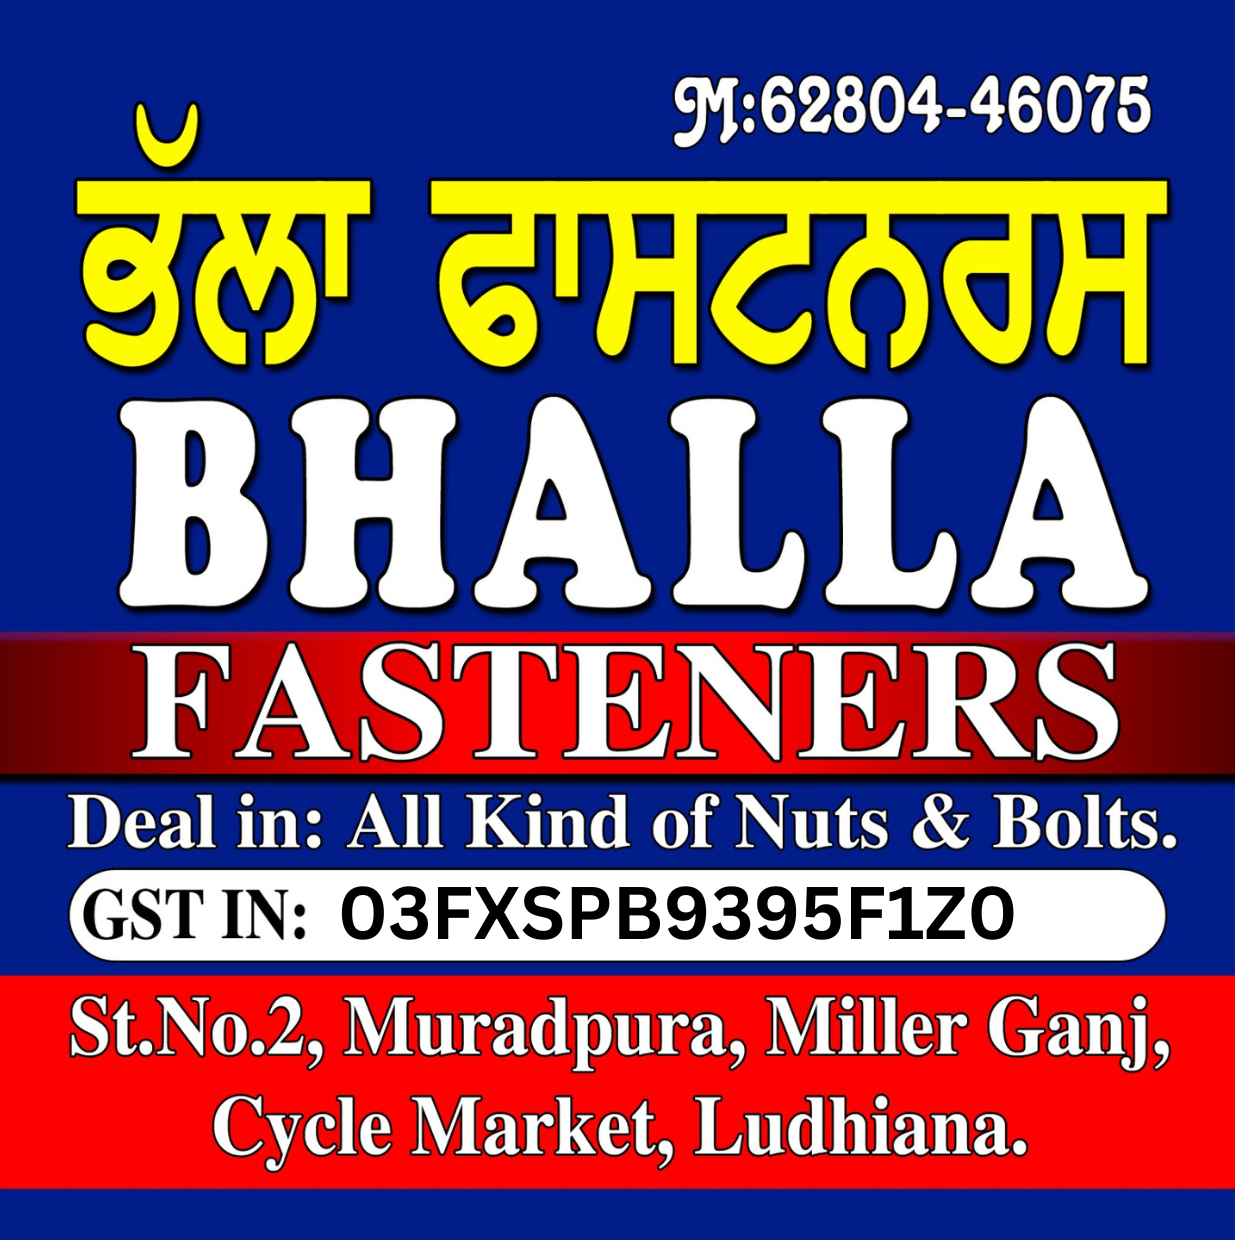 M:62804-46075
ਭੱਲਾ ਫਾਸਟਨਰਸ
BHALLA
FASTENERS
Deal in: All Kind of Nuts & Bolts.
GST IN: 03FXSPB9395F1Z0
St.No.2, Muradpura, Miller Ganj,
Cycle Market, Ludhiana.